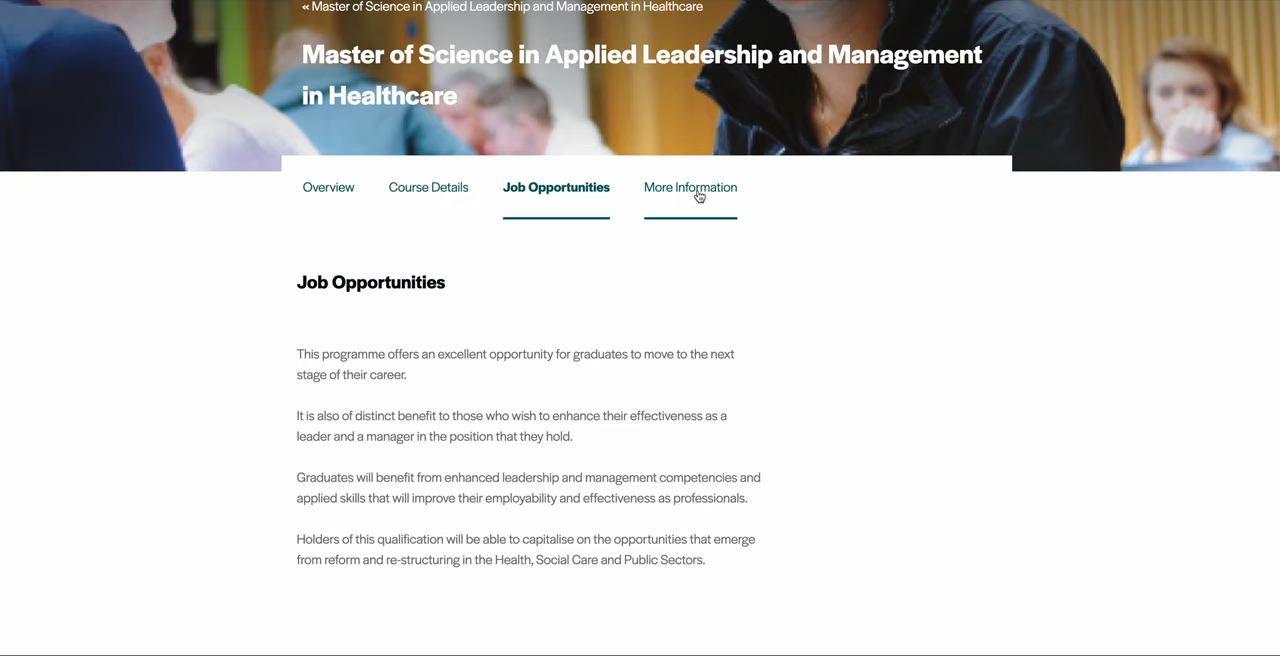 « Master of Science in Applied Leadership and Management in Healthcare
Master of Science in Applied Leadership and Management
in Healthcare
Overview
Course Details
Job Opportunities
More Information
Job Opportunities
This programme offers an excellent opportunity for graduates to move to the next
stage of their career.
It is also of distinct benefit to those who wish to enhance their effectiveness as a
leader and a manager in the position that they hold.
Graduates will benefit from enhanced leadership and management competencies and
applied skills that will improve their employability and effectiveness as professionals.
Holders of this qualification will be able to capitalise on the opportunities that emerge
from reform and re-structuring in the Health, Social Care and Public Sectors.